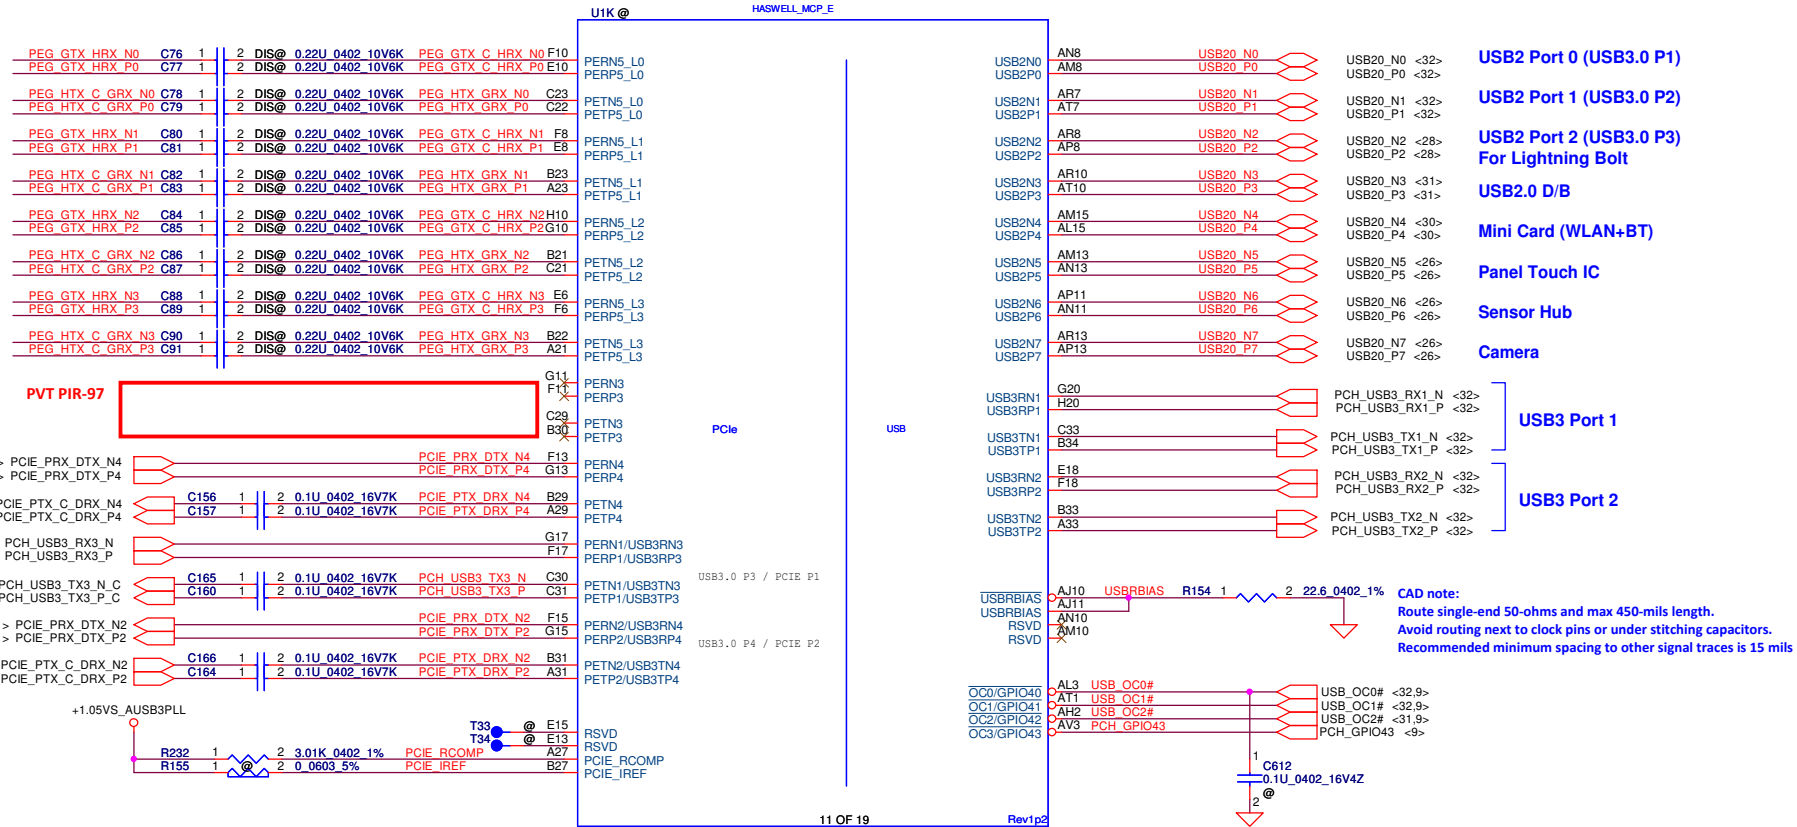 U1K @ HASWELL_MCP_E
PEG_GTX_HRX_N0 C76 1 2 DIS@ 0.22U_0402_10V6K PEG_GTX_C_HRX_N0 F10 PERN5_L0
PEG_GTX_HRX_P0 C77 1 2 DIS@ 0.22U_0402_10V6K PEG_GTX_C_HRX_P0 E10 PERP5_L0
PEG_HTX_C_GRX_N0 C78 1 2 DIS@ 0.22U_0402_10V6K PEG_HTX_GRX_N0 C23 PETN5_L0
PEG_HTX_C_GRX_P0 C79 1 2 DIS@ 0.22U_0402_10V6K PEG_HTX_GRX_P0 C22 PETP5_L0
PEG_GTX_HRX_N1 C80 1 2 DIS@ 0.22U_0402_10V6K PEG_GTX_C_HRX_N1 F8 PERN5_L1
PEG_GTX_HRX_P1 C81 1 2 DIS@ 0.22U_0402_10V6K PEG_GTX_C_HRX_P1 E8 PERP5_L1
PEG_HTX_C_GRX_N1 C82 1 2 DIS@ 0.22U_0402_10V6K PEG_HTX_GRX_N1 B23 PETN5_L1
PEG_HTX_C_GRX_P1 C83 1 2 DIS@ 0.22U_0402_10V6K PEG_HTX_GRX_P1 A23 PETP5_L1
PEG_GTX_HRX_N2 C84 1 2 DIS@ 0.22U_0402_10V6K PEG_GTX_C_HRX_N2 H10 PERN5_L2
PEG_GTX_HRX_P2 C85 1 2 DIS@ 0.22U_0402_10V6K PEG_GTX_C_HRX_P2 G10 PERP5_L2
PEG_HTX_C_GRX_N2 C86 1 2 DIS@ 0.22U_0402_10V6K PEG_HTX_GRX_N2 B21 PETN5_L2
PEG_HTX_C_GRX_P2 C87 1 2 DIS@ 0.22U_0402_10V6K PEG_HTX_GRX_P2 C21 PETP5_L2
PEG_GTX_HRX_N3 C88 1 2 DIS@ 0.22U_0402_10V6K PEG_GTX_C_HRX_N3 E6 PERN5_L3
PEG_GTX_HRX_P3 C89 1 2 DIS@ 0.22U_0402_10V6K PEG_GTX_C_HRX_P3 F6 PERP5_L3
PEG_HTX_C_GRX_N3 C90 1 2 DIS@ 0.22U_0402_10V6K PEG_HTX_GRX_N3 B22 PETN5_L3
PEG_HTX_C_GRX_P3 C91 1 2 DIS@ 0.22U_0402_10V6K PEG_HTX_GRX_P3 A21 PETP5_L3
PVT PIR-97
G11 PERN3
F11 PERP3
C29 PETN3
B30 PETP3
> PCIE_PRX_DTX_N4 PCIE_PRX_DTX_N4 F13 PERN4
> PCIE_PRX_DTX_P4 PCIE_PRX_DTX_P4 G13 PERP4
PCIE_PTX_C_DRX_N4 C156 1 2 0.1U_0402_16V7K PCIE_PTX_DRX_N4 B29 PETN4
PCIE_PTX_C_DRX_P4 C157 1 2 0.1U_0402_16V7K PCIE_PTX_DRX_P4 A29 PETP4
PCH_USB3_RX3_N G17 PERN1/USB3RN3
PCH_USB3_RX3_P F17 PERP1/USB3RP3
PCH_USB3_TX3_N_C C165 1 2 0.1U_0402_16V7K PCH_USB3_TX3_N C30 PETN1/USB3TN3
PCH_USB3_TX3_P_C C160 1 2 0.1U_0402_16V7K PCH_USB3_TX3_P C31 PETP1/USB3TP3
USB3.0 P3 / PCIE P1
> PCIE_PRX_DTX_N2 PCIE_PRX_DTX_N2 F15 PERN2/USB3RN4
> PCIE_PRX_DTX_P2 PCIE_PRX_DTX_P2 G15 PERP2/USB3RP4
USB3.0 P4 / PCIE P2
PCIE_PTX_C_DRX_N2 C166 1 2 0.1U_0402_16V7K PCIE_PTX_DRX_N2 B31 PETN2/USB3TN4
PCIE_PTX_C_DRX_P2 C164 1 2 0.1U_0402_16V7K PCIE_PTX_DRX_P2 A31 PETP2/USB3TP4
+1.05VS_AUSB3PLL
T33 @ E15 RSVD
T34 @ E13 RSVD
R232 1 2 3.01K_0402_1% PCIE_RCOMP A27 PCIE_RCOMP
R155 1 @ 2 0_0603_5% PCIE_IREF B27 PCIE_IREF
PCIe USB
11 OF 19 Rev1p2
USB2N0 AN8 USB20_N0 USB20_N0 <32>
USB2P0 AM8 USB20_P0 USB20_P0 <32>
USB2 Port 0 (USB3.0 P1)
USB2N1 AR7 USB20_N1 USB20_N1 <32>
USB2P1 AT7 USB20_P1 USB20_P1 <32>
USB2 Port 1 (USB3.0 P2)
USB2N2 AR8 USB20_N2 USB20_N2 <28>
USB2P2 AP8 USB20_P2 USB20_P2 <28>
USB2 Port 2 (USB3.0 P3)
For Lightning Bolt
USB2N3 AR10 USB20_N3 USB20_N3 <31>
USB2P3 AT10 USB20_P3 USB20_P3 <31>
USB2.0 D/B
USB2N4 AM15 USB20_N4 USB20_N4 <30>
USB2P4 AL15 USB20_P4 USB20_P4 <30>
Mini Card (WLAN+BT)
USB2N5 AM13 USB20_N5 USB20_N5 <26>
USB2P5 AN13 USB20_P5 USB20_P5 <26>
Panel Touch IC
USB2N6 AP11 USB20_N6 USB20_N6 <26>
USB2P6 AN11 USB20_P6 USB20_P6 <26>
Sensor Hub
USB2N7 AR13 USB20_N7 USB20_N7 <26>
USB2P7 AP13 USB20_P7 USB20_P7 <26>
Camera
USB3RN1 G20 PCH_USB3_RX1_N <32>
USB3RP1 H20 PCH_USB3_RX1_P <32>
USB3TN1 C33 PCH_USB3_TX1_N <32>
USB3TP1 B34 PCH_USB3_TX1_P <32>
USB3 Port 1
USB3RN2 E18 PCH_USB3_RX2_N <32>
USB3RP2 F18 PCH_USB3_RX2_P <32>
USB3TN2 B33 PCH_USB3_TX2_N <32>
USB3TP2 A33 PCH_USB3_TX2_P <32>
USB3 Port 2
USBRBIAS AJ10 USBRBIAS R154 1 2 22.6_0402_1%
USBRBIAS AJ11
RSVD AN10
RSVD AM10
CAD note:
Route single-end 50-ohms and max 450-mils length.
Avoid routing next to clock pins or under stitching capacitors.
Recommended minimum spacing to other signal traces is 15 mils
OC0/GPIO40 AL3 USB_OC0# USB_OC0# <32,9>
OC1/GPIO41 AT1 USB_OC1# USB_OC1# <32,9>
OC2/GPIO42 AH2 USB_OC2# USB_OC2# <31,9>
OC3/GPIO43 AV3 PCH_GPIO43 PCH_GPIO43 <9>
1
C612
0.1U_0402_16V4Z
@
2